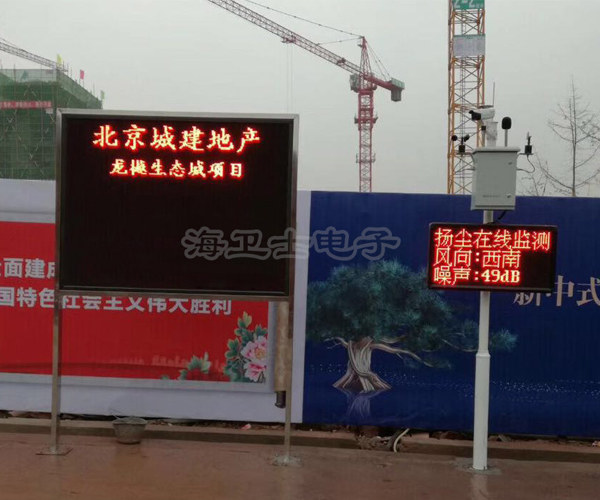 北京城建地产
龙樾生态城项目
扬尘在线监测
风向:西南
噪声:49dB
海卫士电子
全面建成
国特色社会主义伟大胜利
新中式